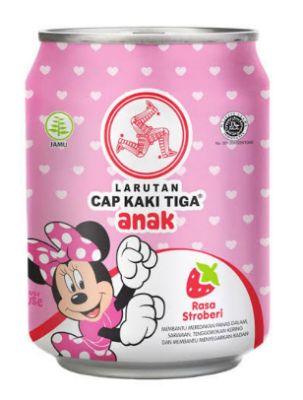 JAMU
LARUTAN
CAP KAKI TIGA®
anak
Rasa
Stroberi
MEMBANTU MEREDAKAN PANAS DALAM,
SARIAWAN, TENGGOROKAN KERING
DAN MEMBANTU MENYEGARKAN BADAN